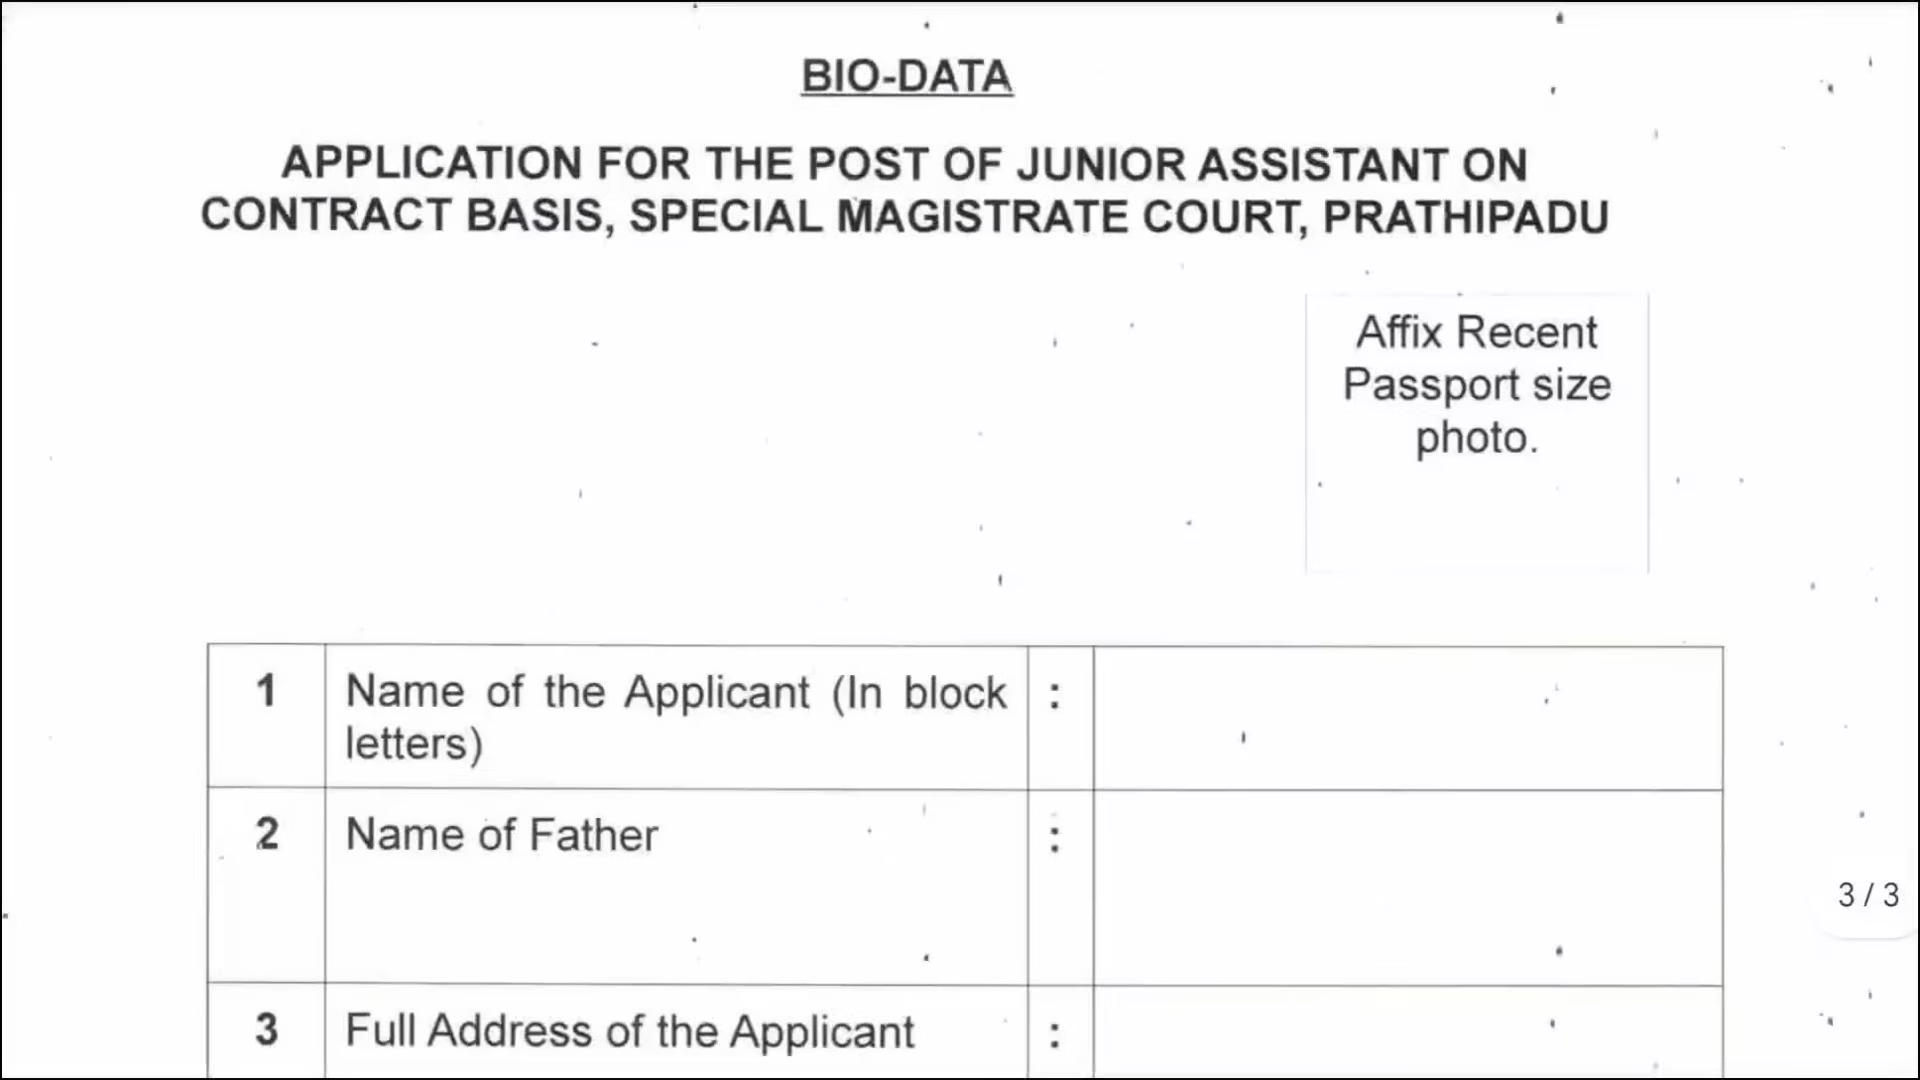 BIO-DATA
APPLICATION FOR THE POST OF JUNIOR ASSISTANT ON
CONTRACT BASIS, SPECIAL MAGISTRATE COURT, PRATHIPADU
Affix Recent
Passport size
photo.
1 Name of the Applicant (In block :
letters)
2 Name of Father :
3 / 3
3 Full Address of the Applicant :